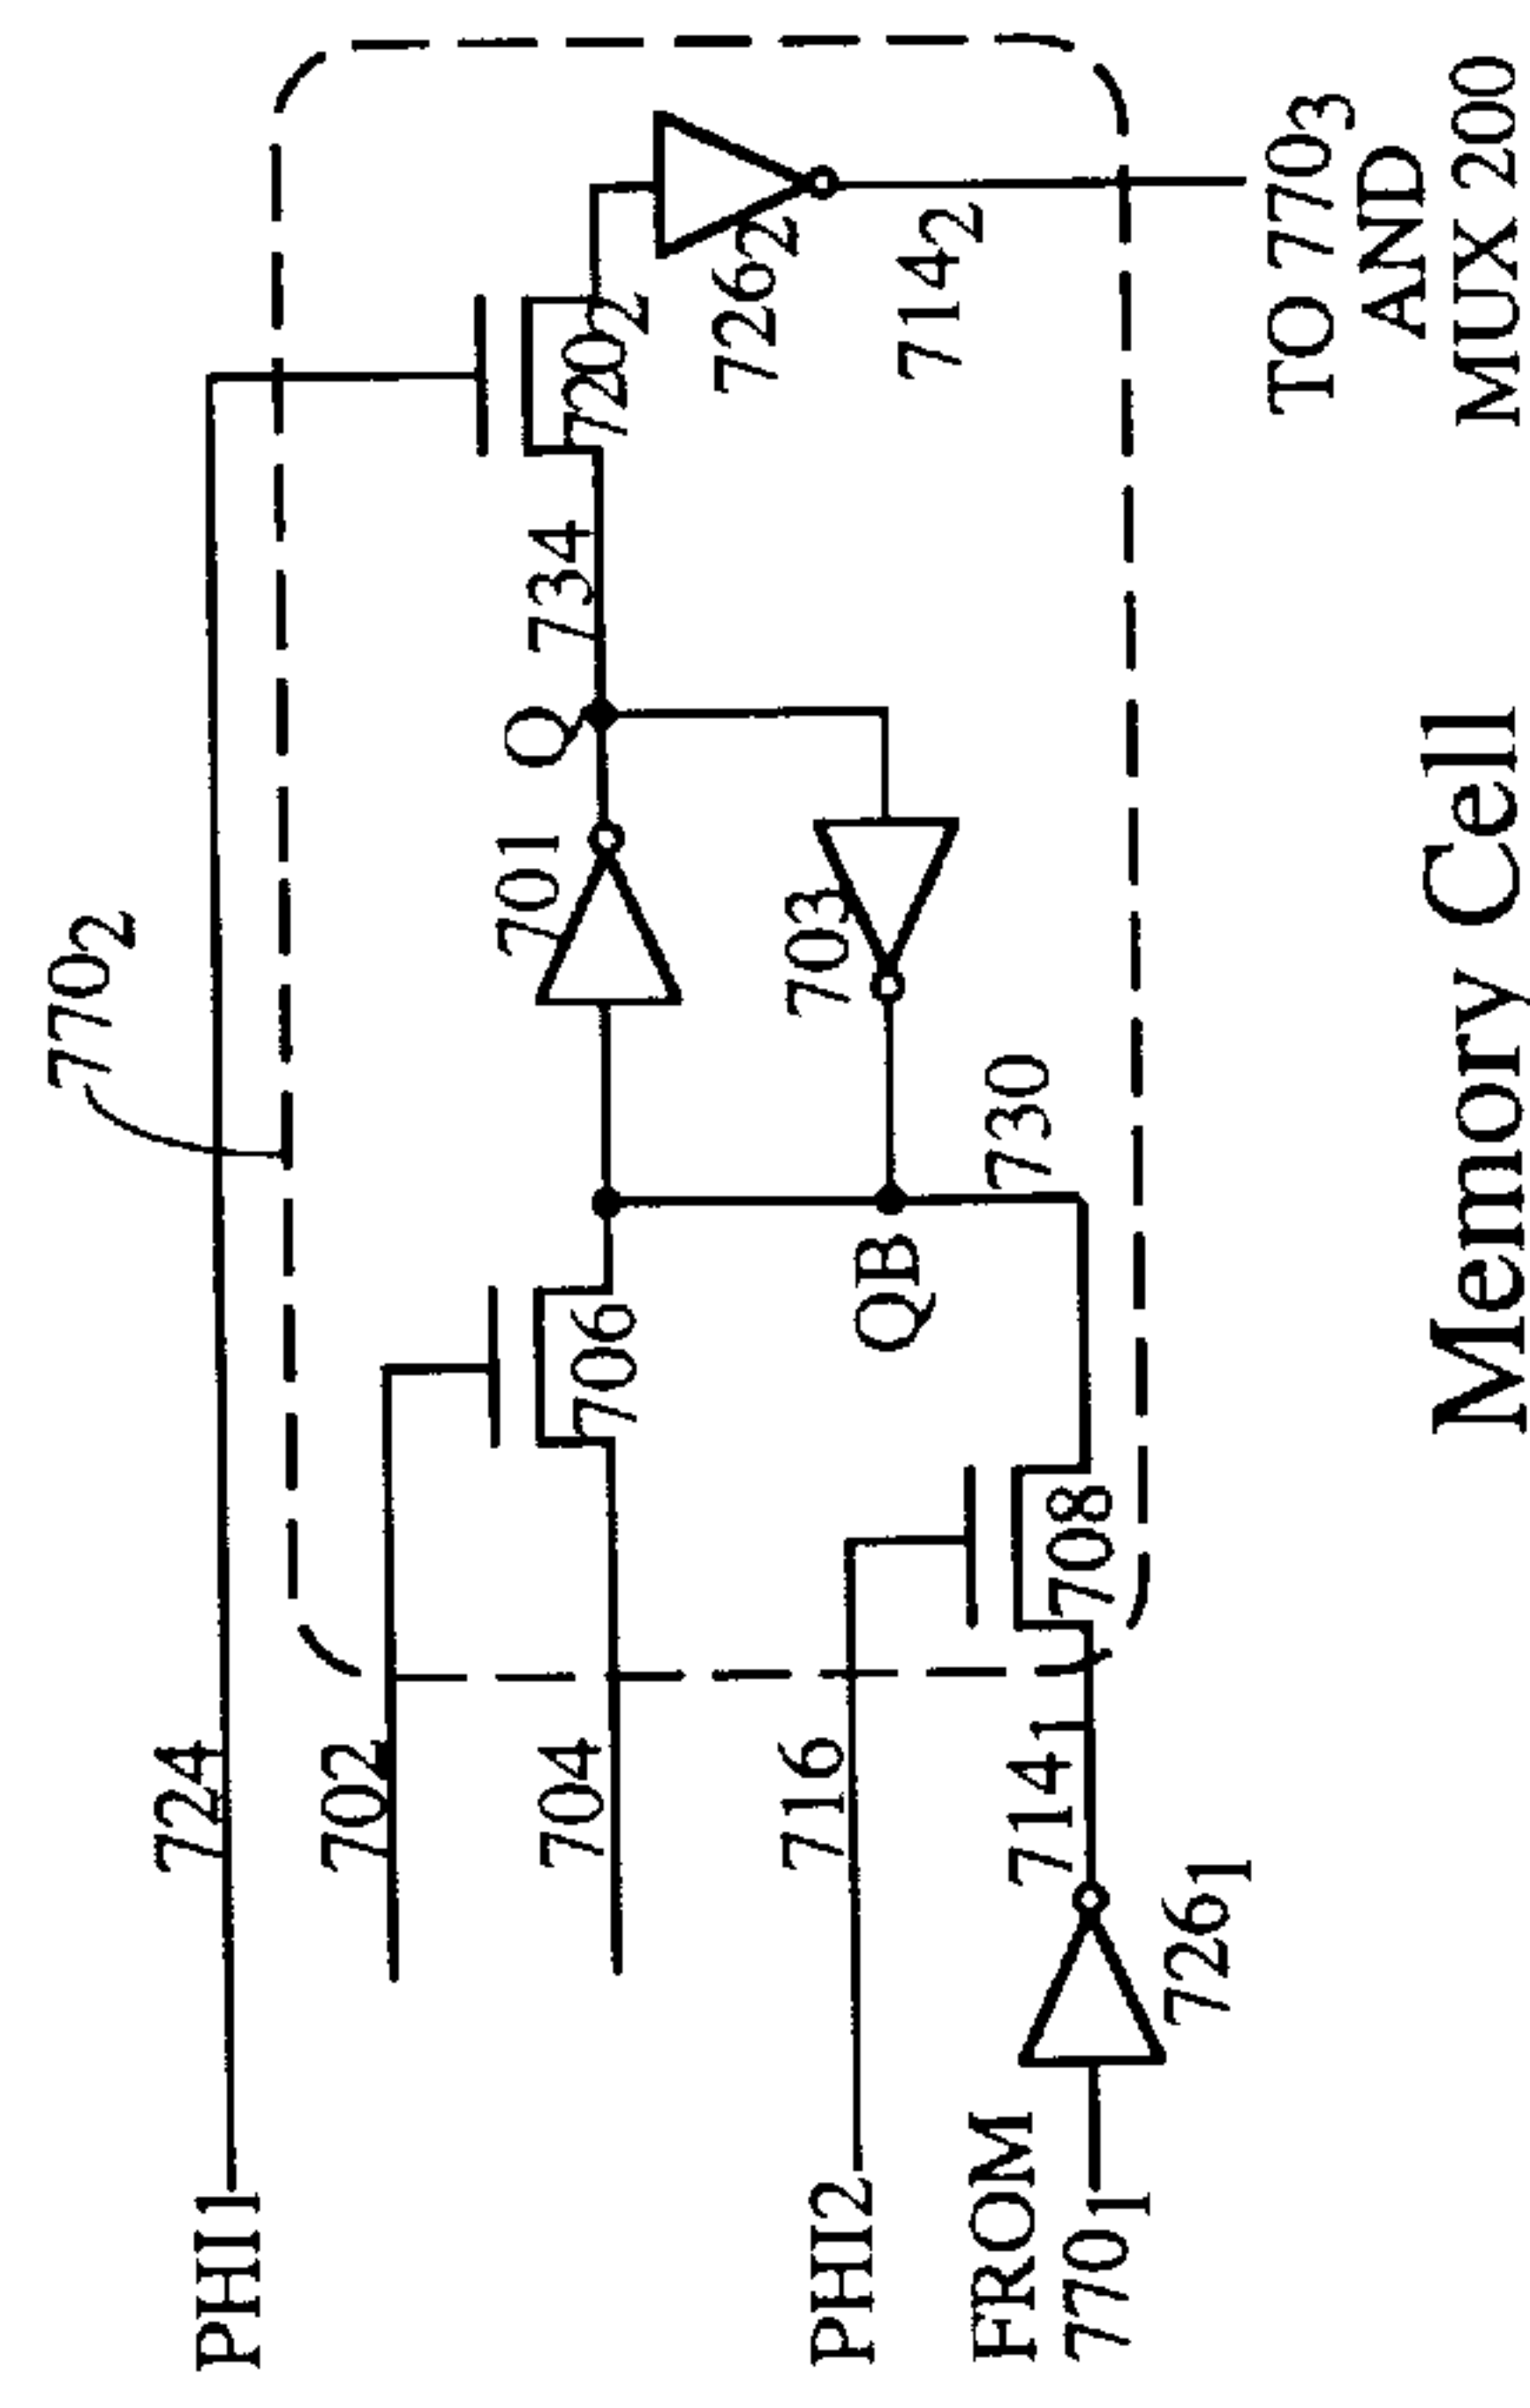 770₂
PHI1
724
702
704
706
701
Q
734
720₂
726₂
714₂
703
QB
730
PHI2
716
708
FROM
770₁
726₁
714₁
TO 770₃
AND
MUX 200
Memory Cell